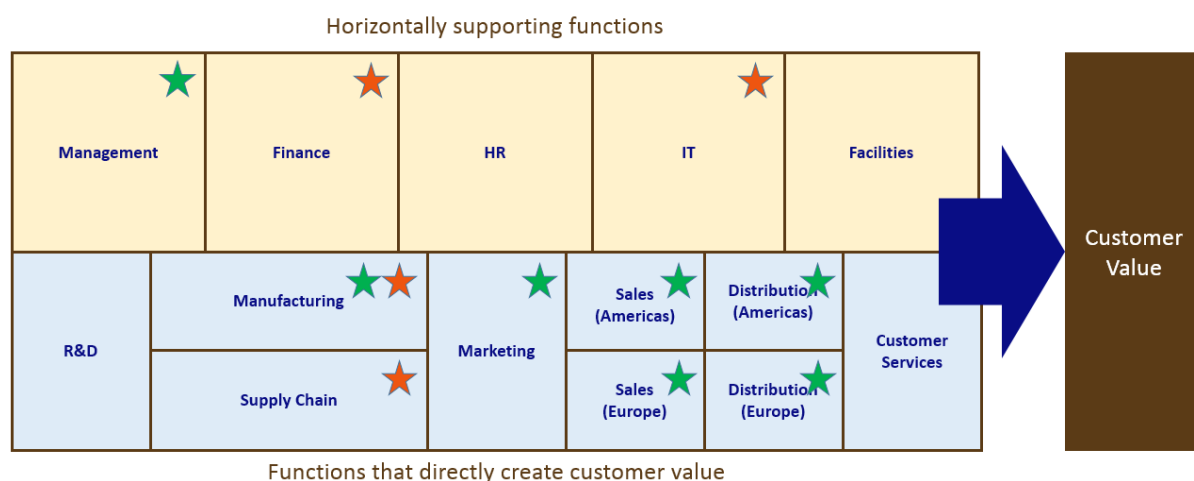 Horizontally supporting functions
Management
Finance
HR
IT
Facilities
Customer
Value
R&D
Manufacturing
Supply Chain
Marketing
Sales
(Americas)
Sales
(Europe)
Distribution
(Americas)
Distribution
(Europe)
Customer
Services
Functions that directly create customer value